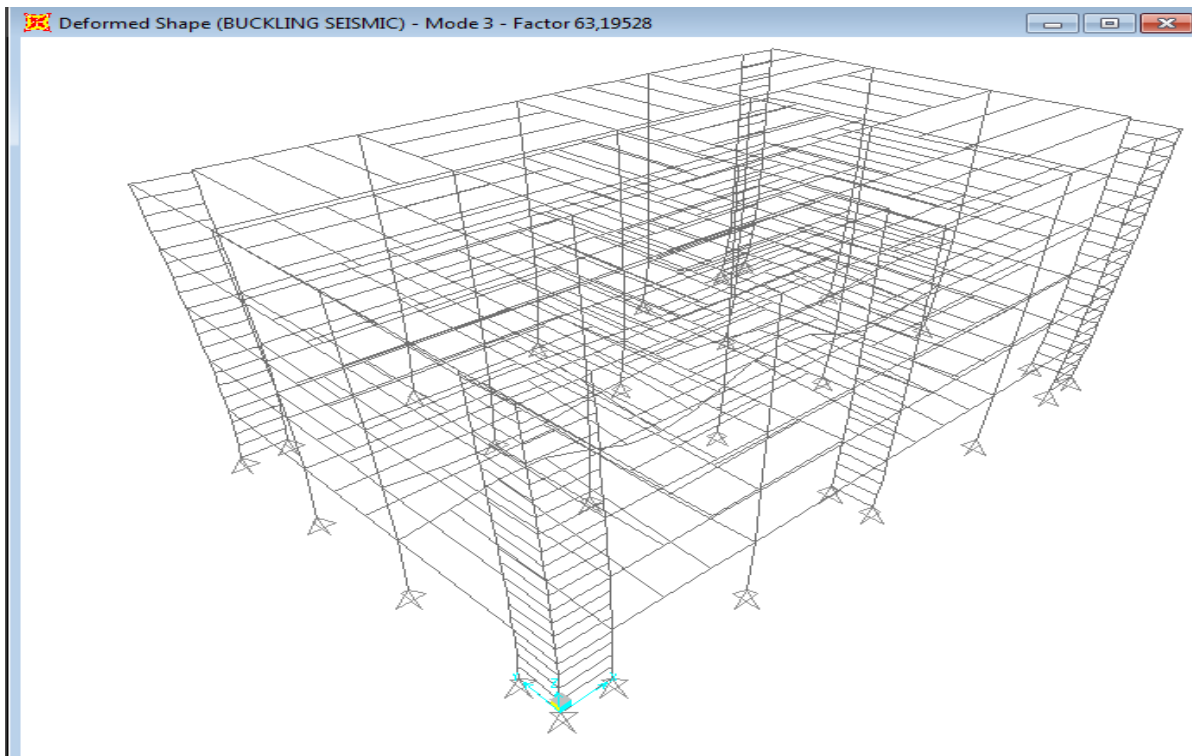 Deformed Shape (BUCKLING SEISMIC) - Mode 3 - Factor 63,19528
Z